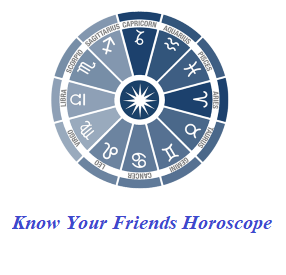 CAPRICORN
AQUARIUS
PISCES
ARIES
TAURUS
GEMINI
CANCER
LEO
VIRGO
LIBRA
SCORPIO
SAGITTARIUS
Know Your Friends Horoscope